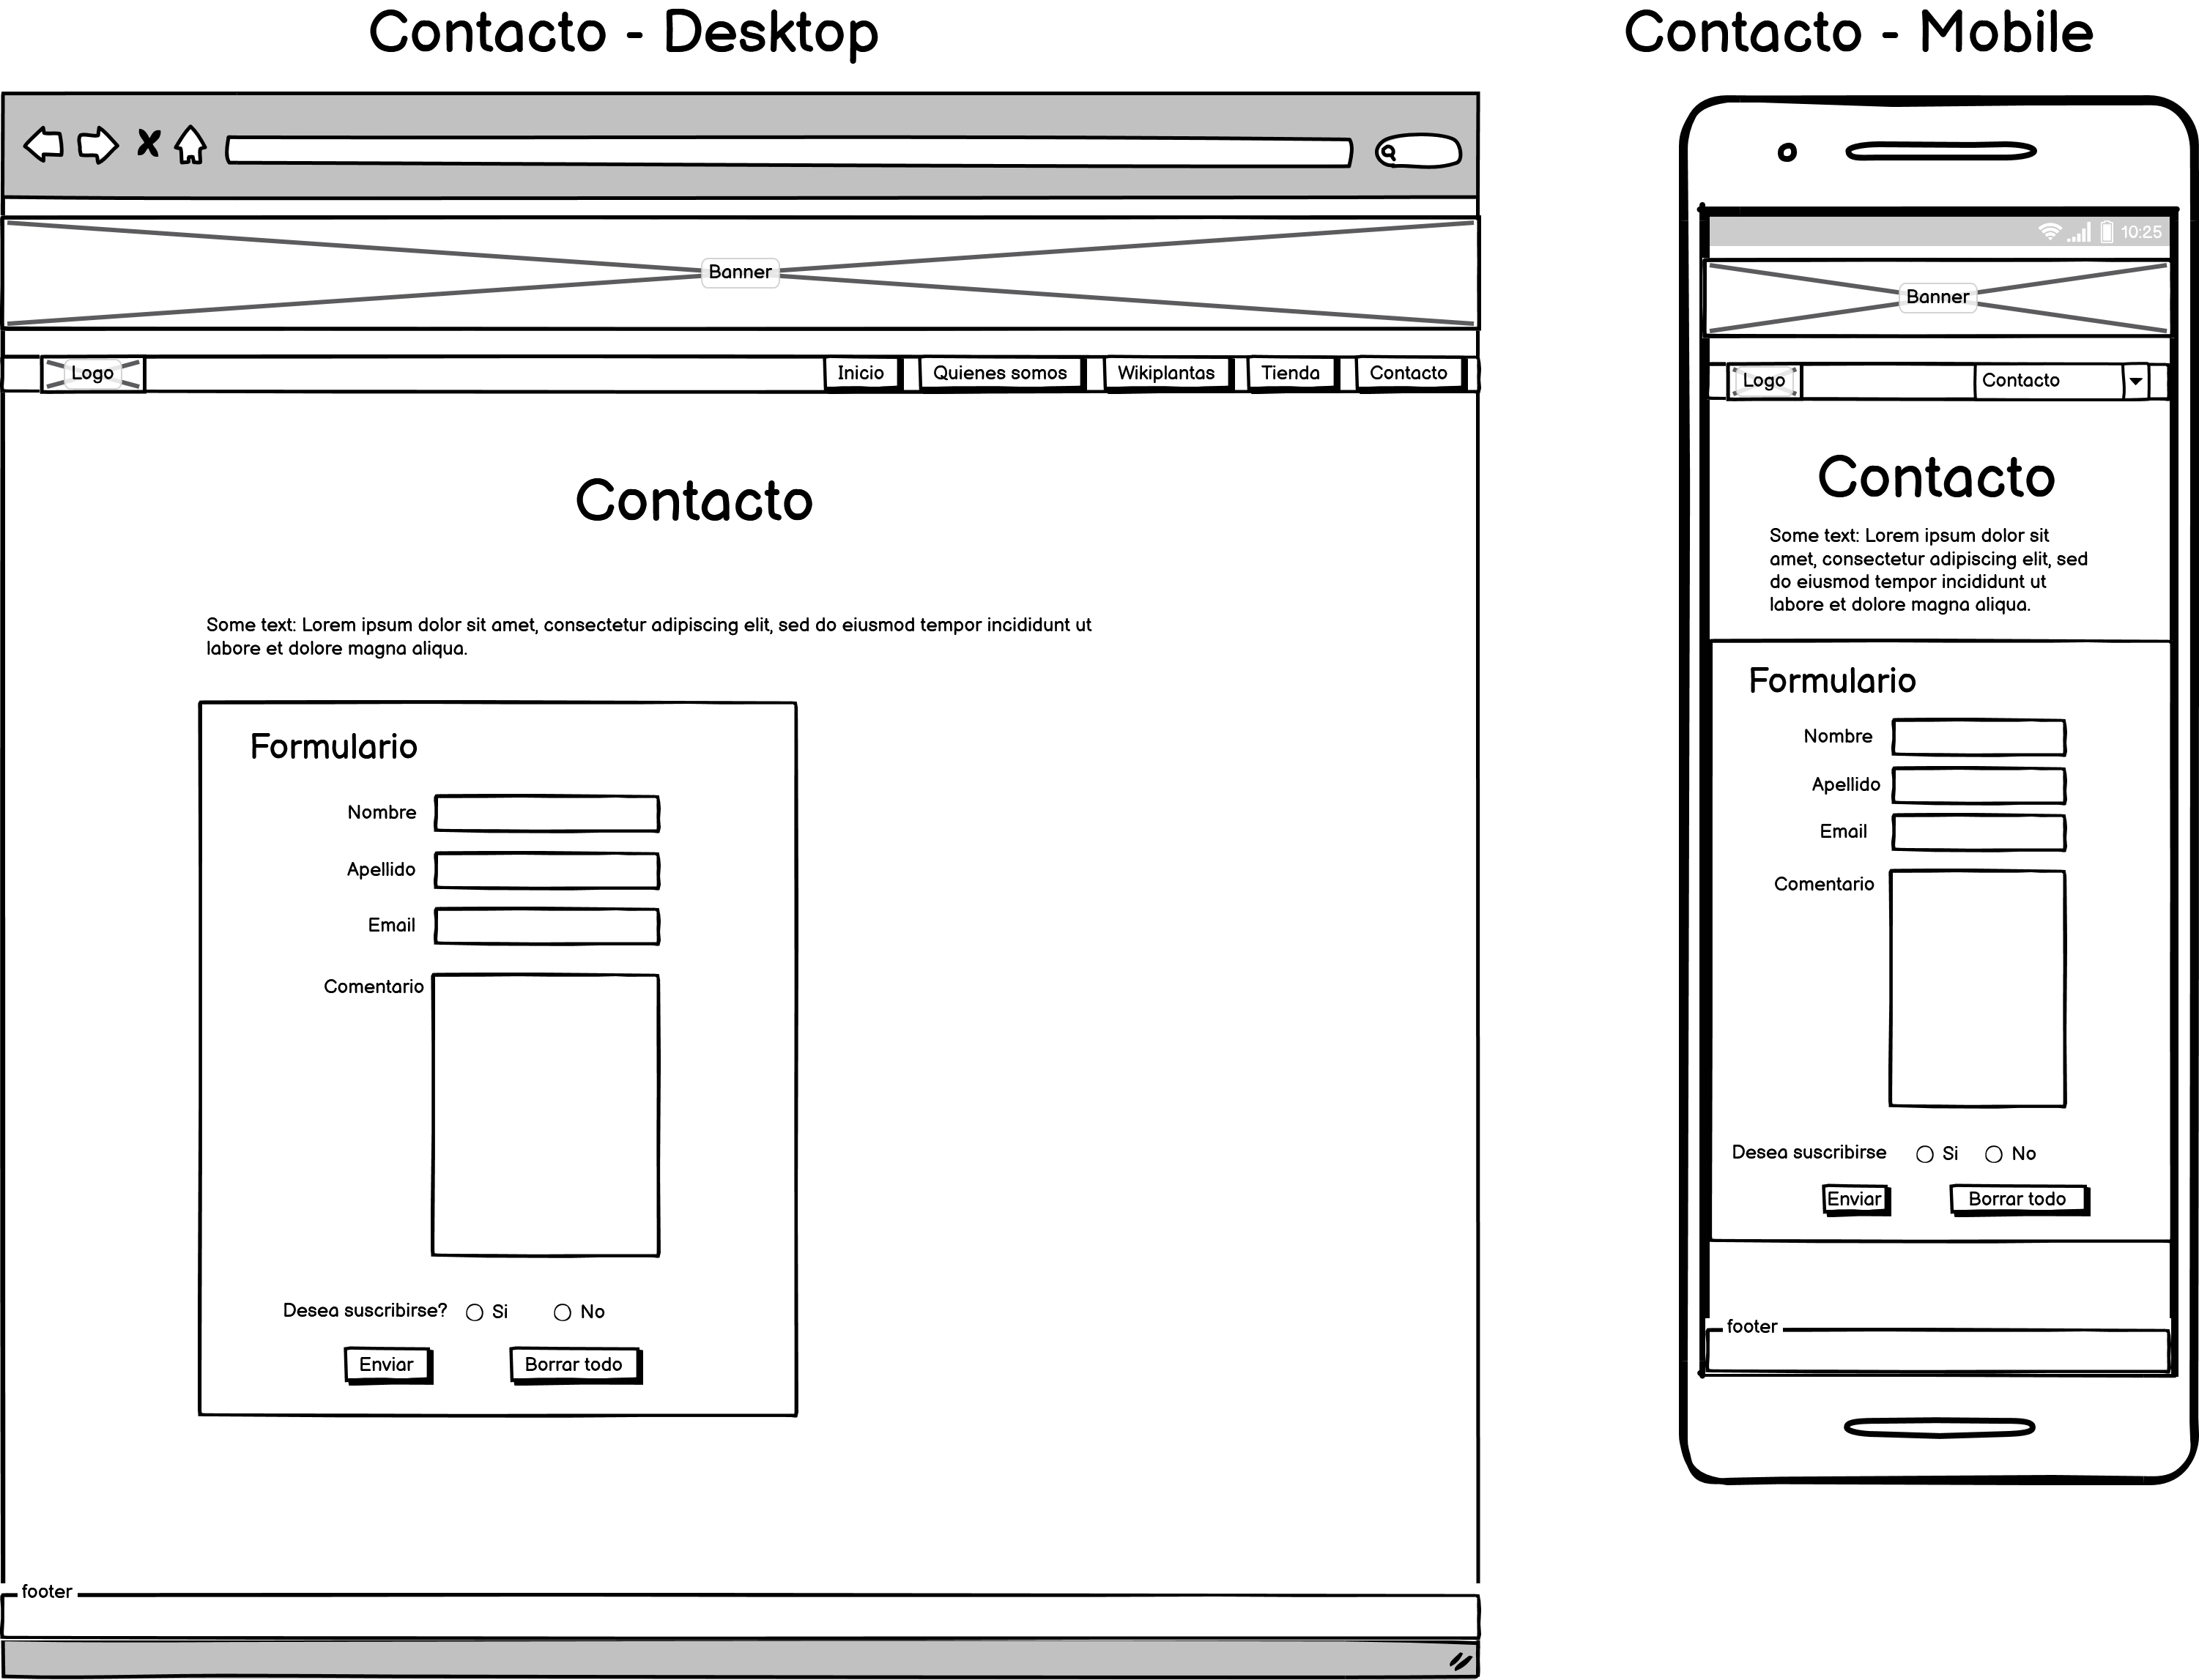 Contacto - Desktop
Banner
Logo
Inicio
Quienes somos
Wikiplantas
Tienda
Contacto
Contacto
Some text: Lorem ipsum dolor sit amet, consectetur adipiscing elit, sed do eiusmod tempor incididunt ut
labore et dolore magna aliqua.
Formulario
Nombre
Apellido
Email
Comentario
Desea suscribirse? Si No
Enviar
Borrar todo
footer
Contacto - Mobile
10:25
Banner
Logo
Contacto
Contacto
Some text: Lorem ipsum dolor sit
amet, consectetur adipiscing elit, sed
do eiusmod tempor incididunt ut
labore et dolore magna aliqua.
Formulario
Nombre
Apellido
Email
Comentario
Desea suscribirse Si No
Enviar
Borrar todo
footer